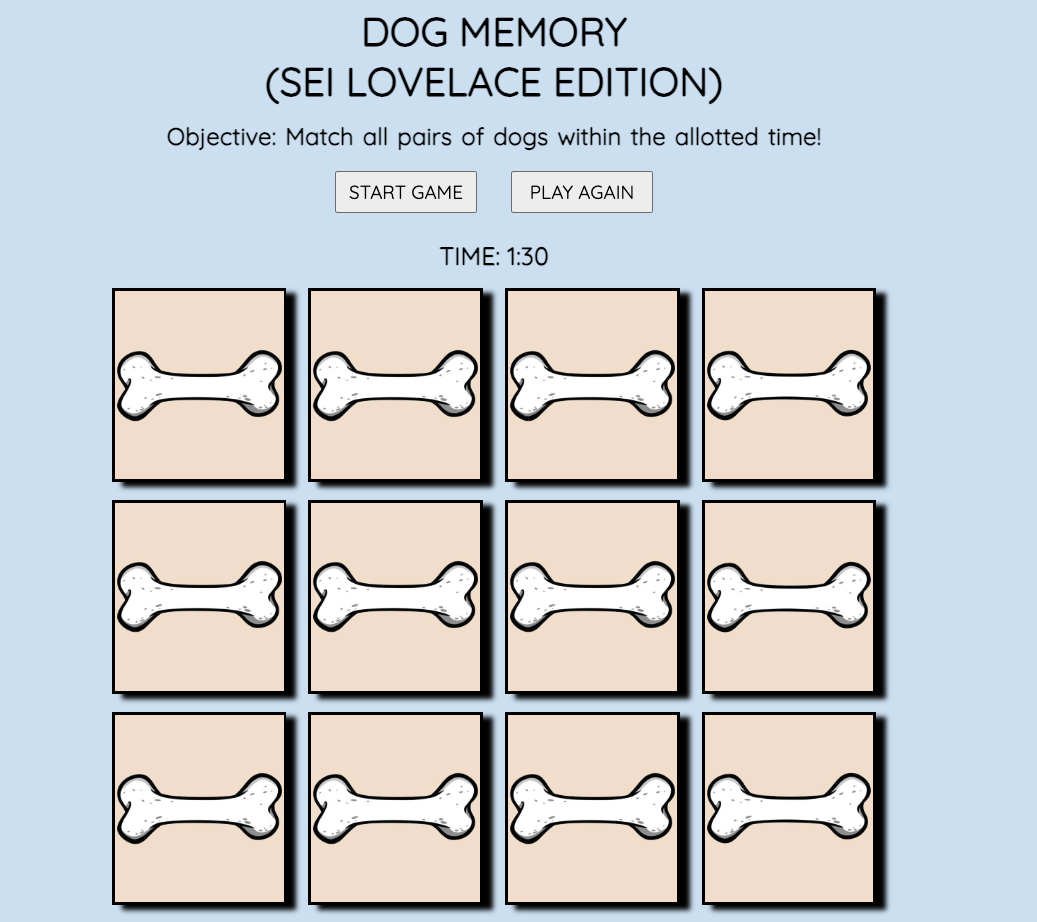 DOG MEMORY
(SEI LOVELACE EDITION)
Objective: Match all pairs of dogs within the allotted time!
START GAME
PLAY AGAIN
TIME: 1:30